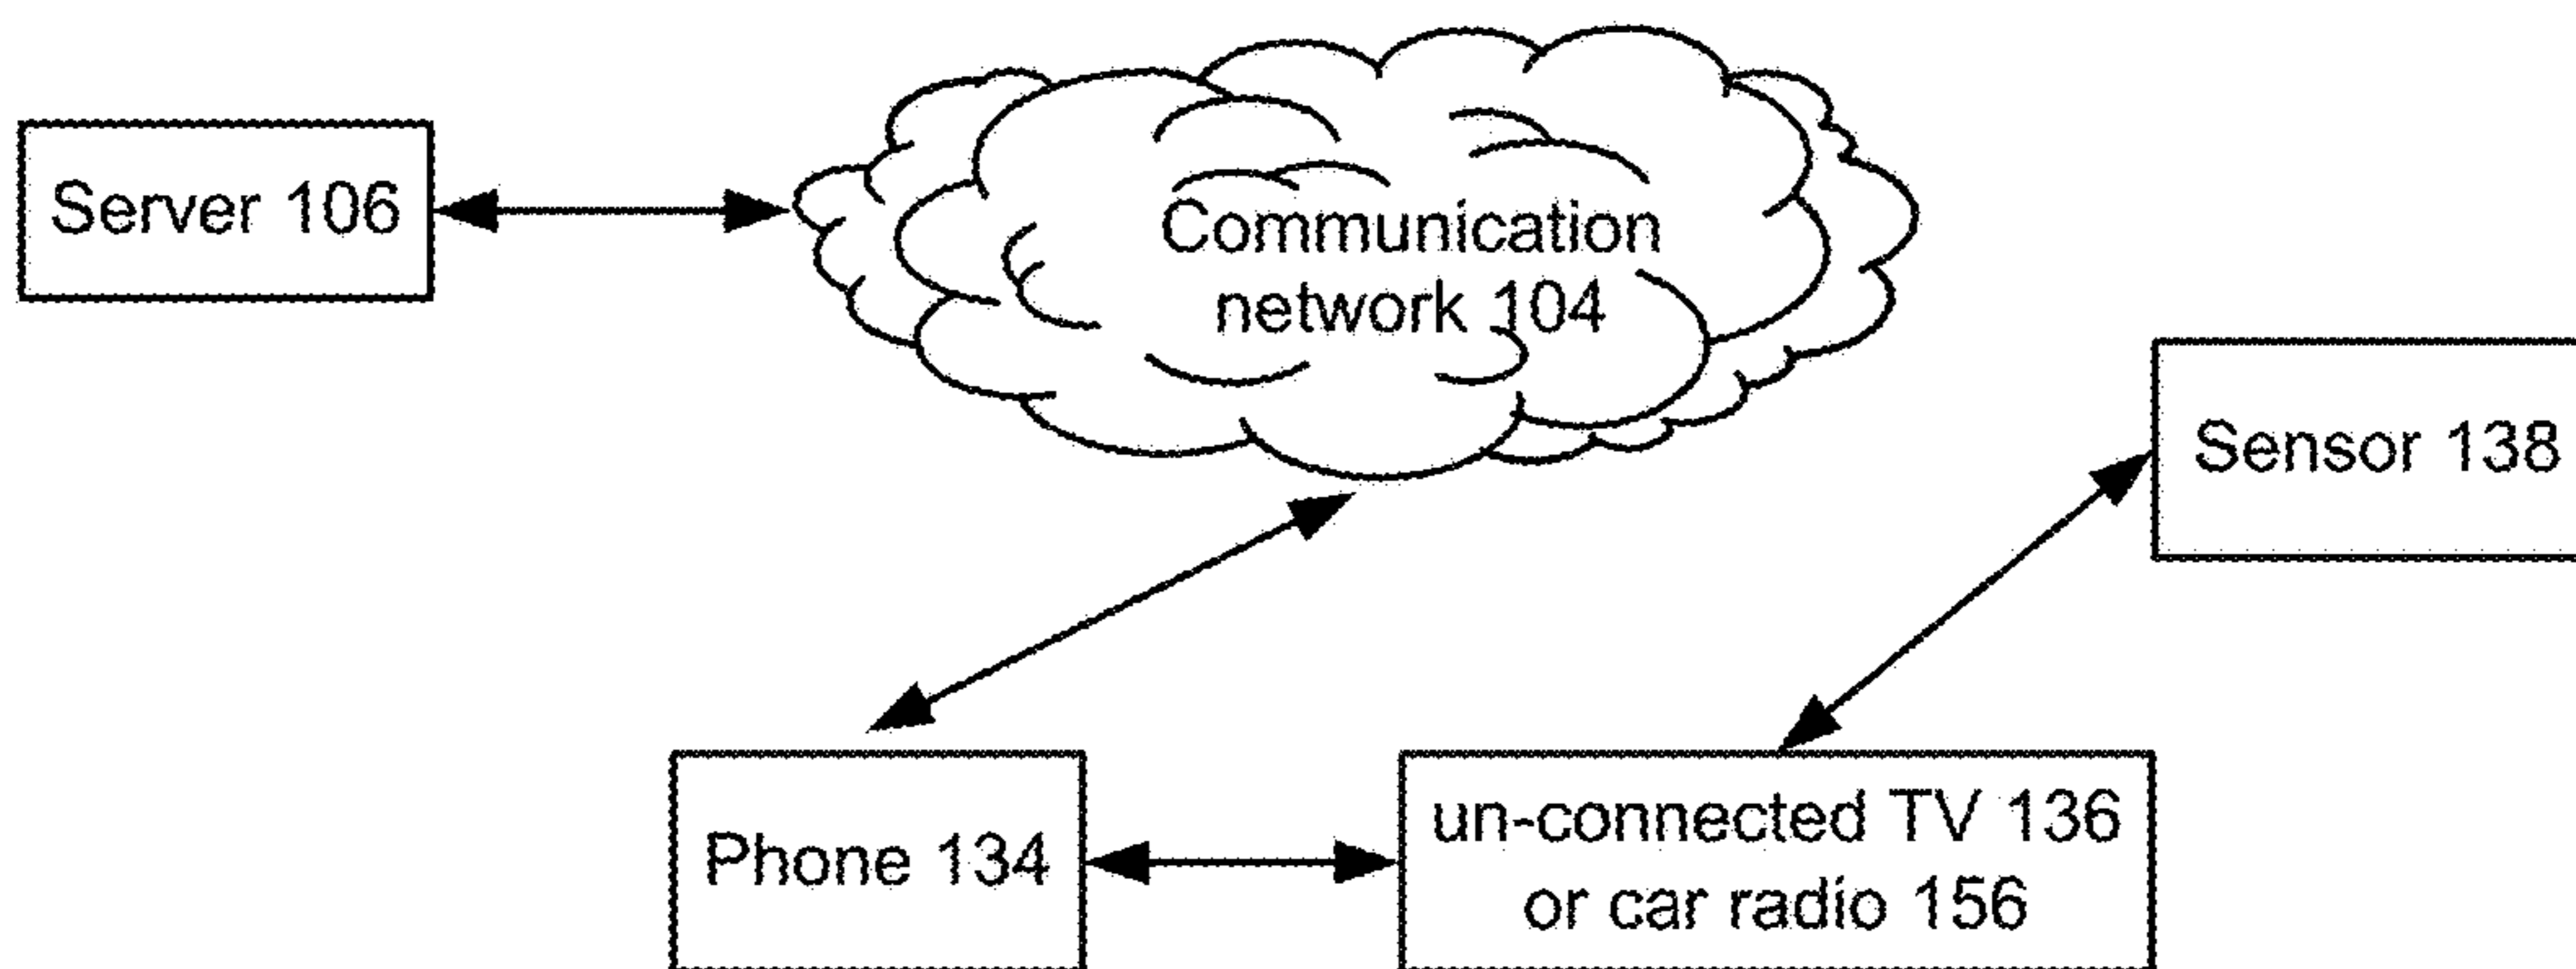 Server 106
Communication
network 104
Sensor 138
Phone 134
un-connected TV 136
or car radio 156